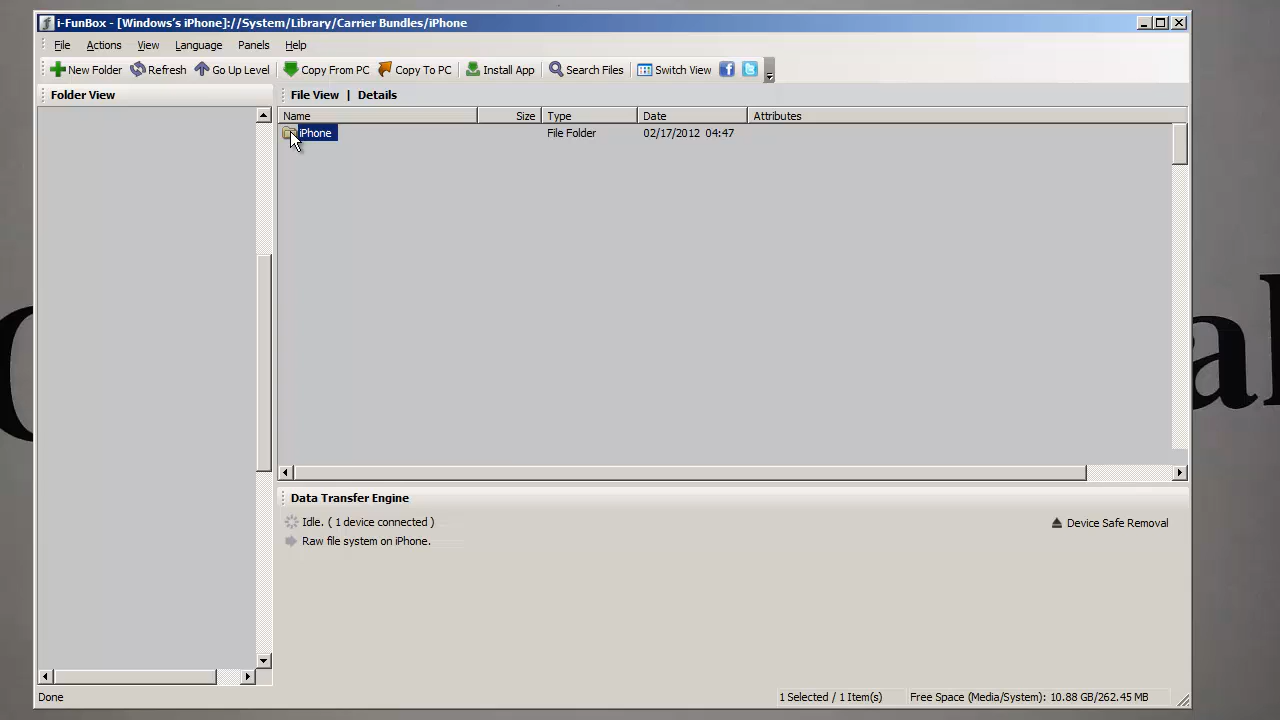 i-FunBox - [Windows's iPhone]://System/Library/Carrier Bundles/iPhone
File Actions View Language Panels Help
New Folder Refresh Go Up Level Copy From PC Copy To PC Install App Search Files Switch View
Folder View
File View | Details
Name Size Type Date Attributes
iPhone File Folder 02/17/2012 04:47
Data Transfer Engine
Idle. ( 1 device connected )
Device Safe Removal
Raw file system on iPhone.
Done
1 Selected / 1 Item(s)
Free Space (Media/System): 10.88 GB/262.45 MB